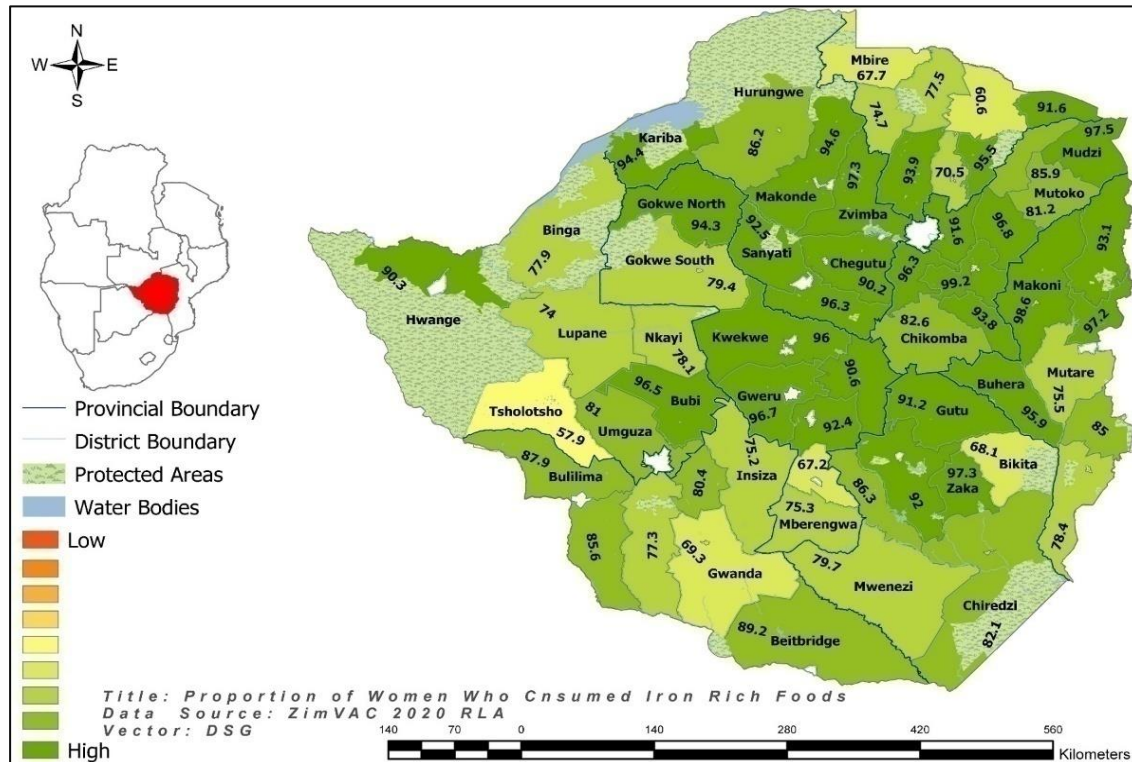 N
W E
S
Mbire
67.7
77.5
60.6
91.6
97.5
Hurungwe
74.7
Mudzi
Kariba
94.4
86.2
94.6
97.3
93.9
70.5
95.5
85.9
Mutoko
81.2
Makonde
Gokwe North
94.3
92.5
Zvimba
91.6
96.8
93.1
Binga
77.9
Sanyati
Gokwe South
79.4
Chegutu
90.2
96.3
99.2
Makoni
98.6
90.3
Hwange
74
Lupane
Nkayi
78.1
96.3
82.6
Chikomba
93.8
97.2
Kwekwe
96
90.6
Mutare
75.5
Tsholotsho
57.9
96.5
Bubi
81
Umguza
Gweru
96.7
92.4
91.2
Gutu
Buhera
95.9
85
87.9
Bulilima
80.4
75.2
Insiza
67.2
86.3
68.1
Bikita
97.3
Zaka
92
75.3
Mberengwa
78.4
85.6
77.3
69.3
Gwanda
79.7
Mwenezi
Chiredzi
82.1
89.2
Beitbridge
Provincial Boundary
District Boundary
Protected Areas
Water Bodies
Low
High
Title: Proportion of Women Who Cnsumed Iron Rich Foods
Data Source: ZimVAC 2020 RLA
Vector: DSG
140 70 0 140 280 420 560
Kilometers